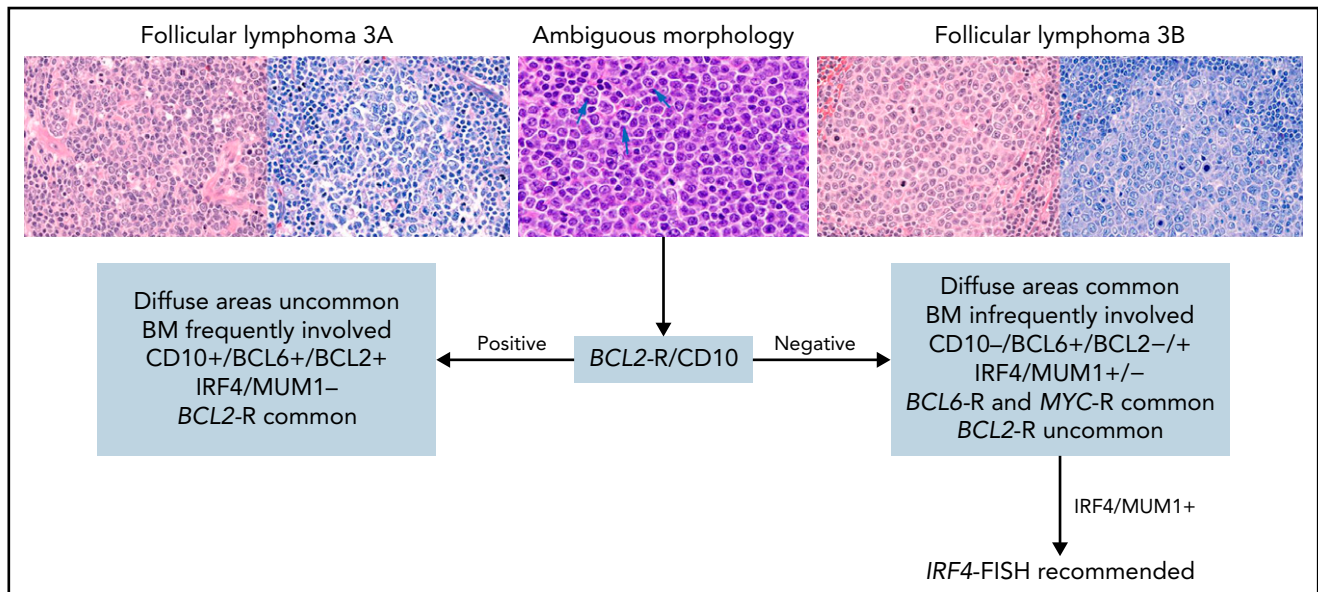 Follicular lymphoma 3A
Ambiguous morphology
Follicular lymphoma 3B
Diffuse areas uncommon
BM frequently involved
CD10+/BCL6+/BCL2+
IRF4/MUM1–
BCL2-R common
Positive
BCL2-R/CD10
Negative
Diffuse areas common
BM infrequently involved
CD10–/BCL6+/BCL2–/+
IRF4/MUM1+/–
BCL6-R and MYC-R common
BCL2-R uncommon
IRF4/MUM1+
IRF4-FISH recommended